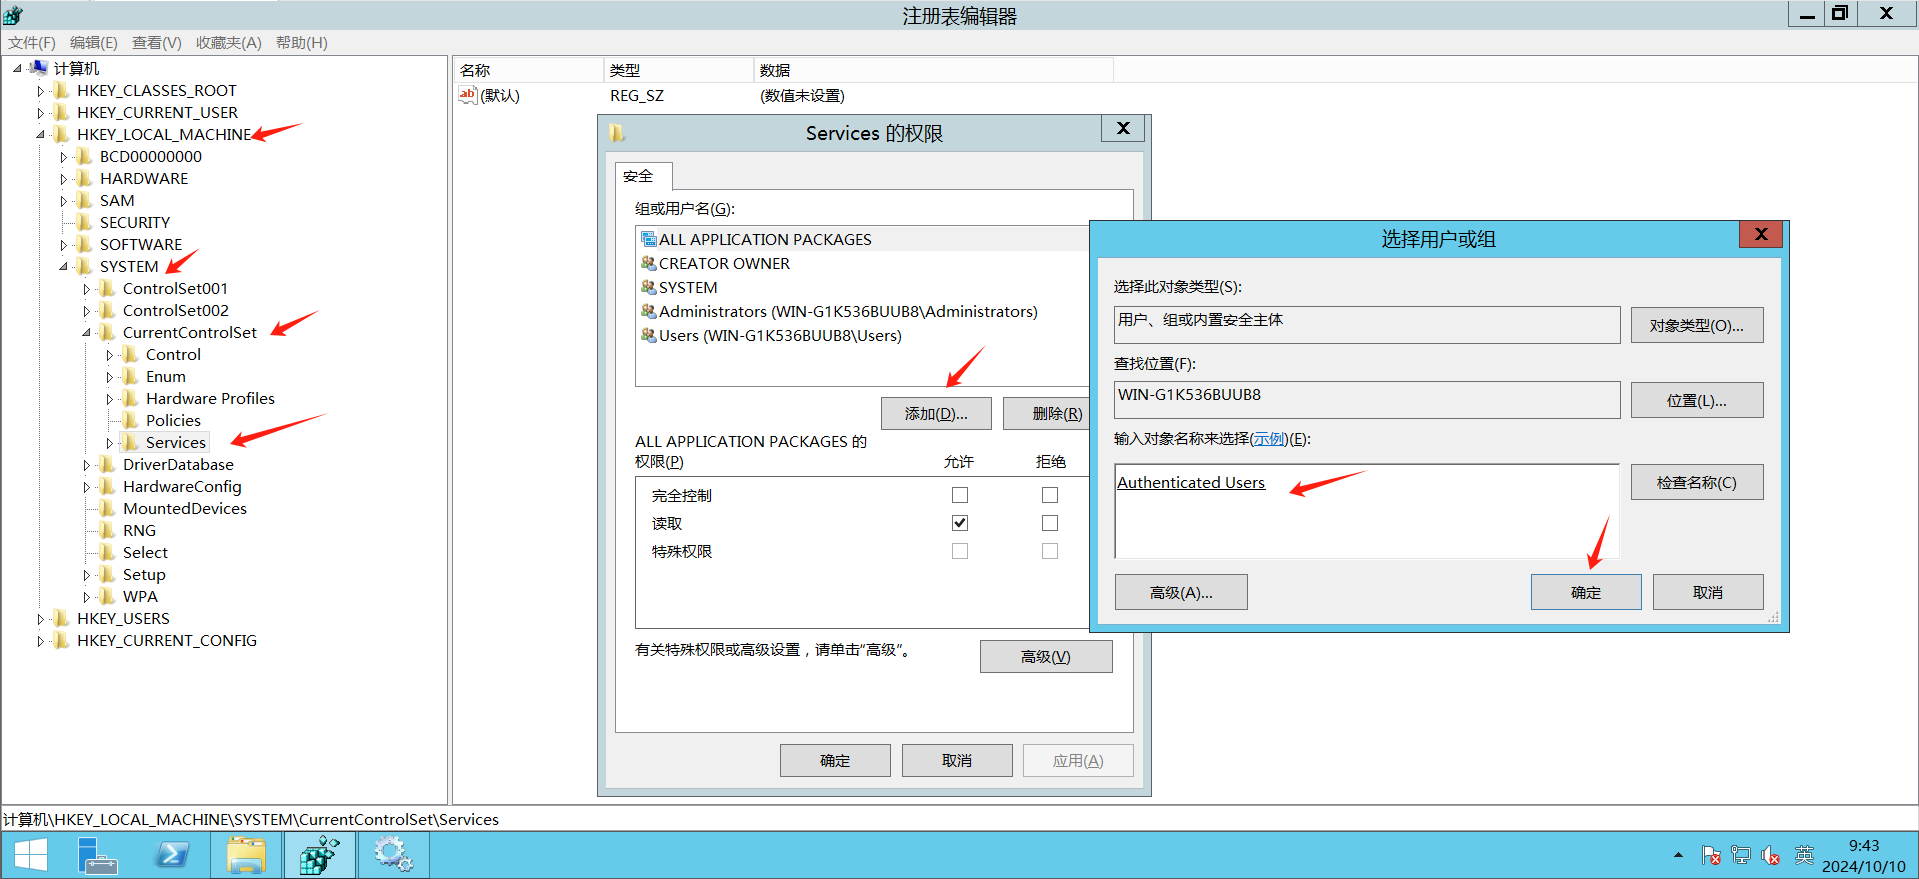 注册表编辑器
文件(F) 编辑(E) 查看(V) 收藏夹(A) 帮助(H)
计算机
HKEY_CLASSES_ROOT
HKEY_CURRENT_USER
HKEY_LOCAL_MACHINE
BCD00000000
HARDWARE
SAM
SECURITY
SOFTWARE
SYSTEM
ControlSet001
ControlSet002
CurrentControlSet
Control
Enum
Hardware Profiles
Policies
Services
DriverDatabase
HardwareConfig
MountedDevices
RNG
Select
Setup
WPA
HKEY_USERS
HKEY_CURRENT_CONFIG
名称 类型 数据
ab (默认) REG_SZ (数值未设置)
Services 的权限
安全
组或用户名(G):
ALL APPLICATION PACKAGES
CREATOR OWNER
SYSTEM
Administrators (WIN-G1K536BUUB8\Administrators)
Users (WIN-G1K536BUUB8\Users)
添加(D)... 删除(R)
ALL APPLICATION PACKAGES 的
权限(P) 允许 拒绝
完全控制
读取
特殊权限
有关特殊权限或高级设置，请单击“高级”。
高级(V)
确定 取消 应用(A)
选择用户或组
选择此对象类型(S):
用户、组或内置安全主体
对象类型(O)...
查找位置(F):
WIN-G1K536BUUB8
位置(L)...
输入对象名称来选择(示例)(E):
Authenticated Users
检查名称(C)
高级(A)... 确定 取消
计算机\HKEY_LOCAL_MACHINE\SYSTEM\CurrentControlSet\Services
英
9:43
2024/10/10